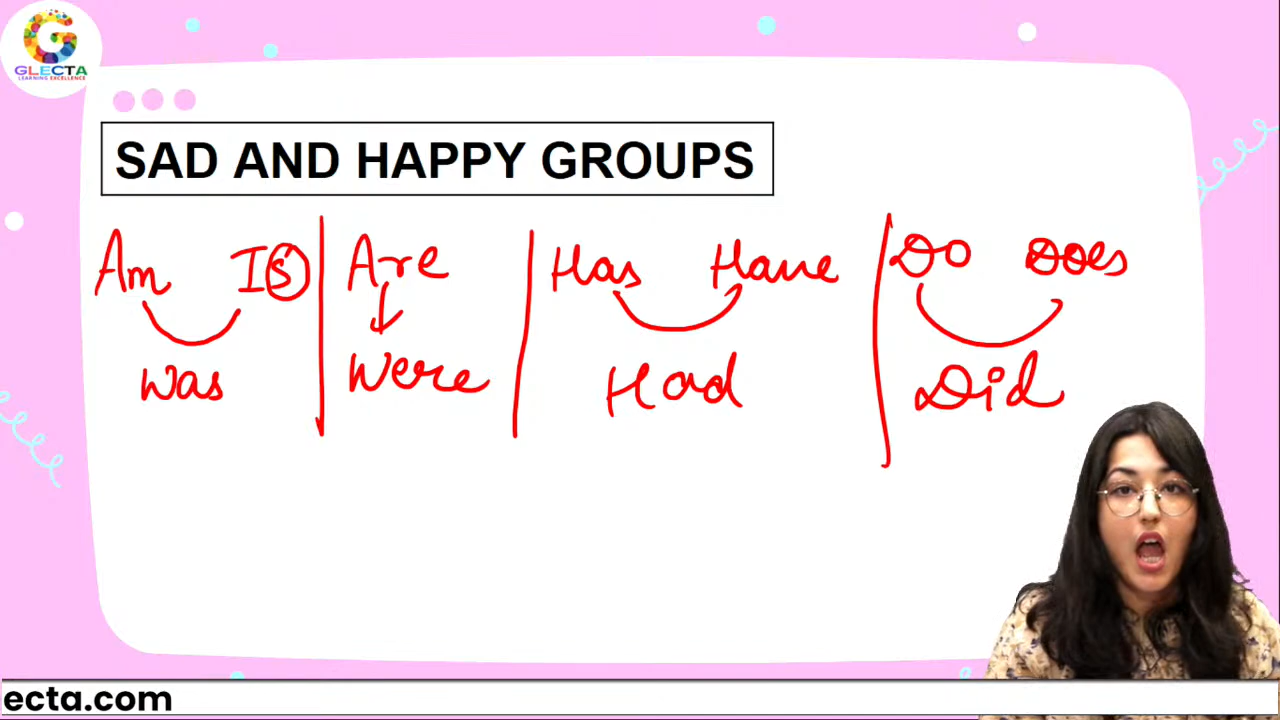 GLECTA
LEARNING EXCELLENCE
SAD AND HAPPY GROUPS
Am Is Are Has Have Do Does
Was Were Had Did
ecta.com